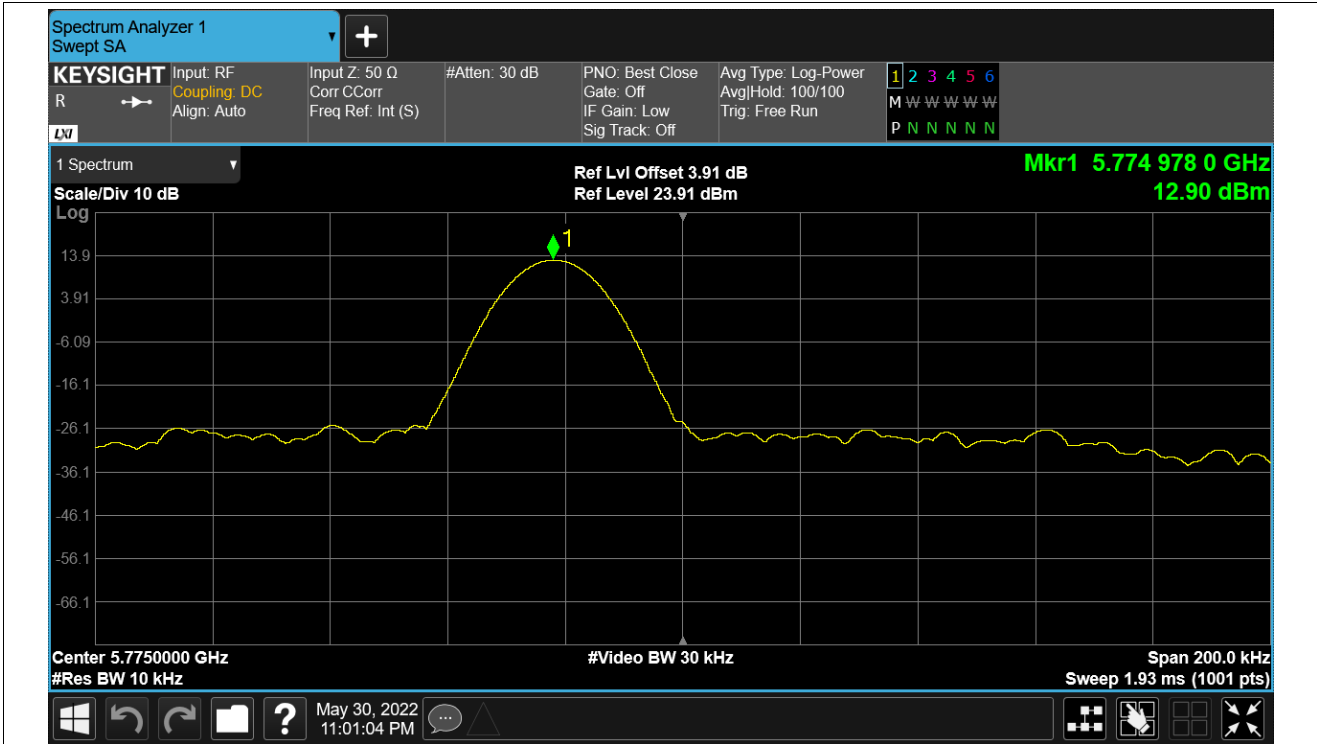 Spectrum Analyzer 1
Swept SA
KEYSIGHT
R
LXI
Input: RF
Coupling: DC
Align: Auto
Input Z: 50 Ω
Corr CCorr
Freq Ref: Int (S)
#Atten: 30 dB
PNO: Best Close
Gate: Off
IF Gain: Low
Sig Track: Off
Avg Type: Log-Power
Avg|Hold: 100/100
Trig: Free Run
1 2 3 4 5 6
M W W W W W
P N N N N N
1 Spectrum
Scale/Div 10 dB
Log
Ref Lvl Offset 3.91 dB
Ref Level 23.91 dBm
Mkr1 5.774 978 0 GHz
12.90 dBm
1
13.9
3.91
-6.09
-16.1
-26.1
-36.1
-46.1
-56.1
-66.1
Center 5.7750000 GHz
#Res BW 10 kHz
#Video BW 30 kHz
Span 200.0 kHz
Sweep 1.93 ms (1001 pts)
?
May 30, 2022
11:01:04 PM